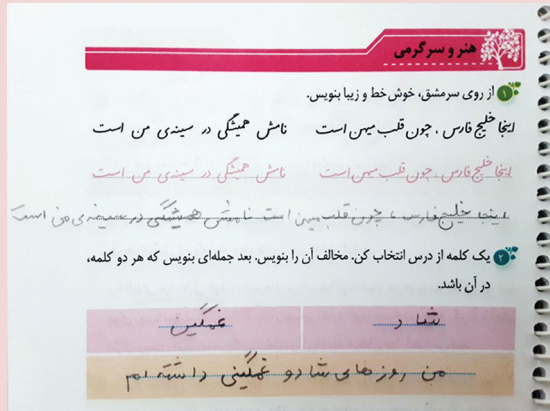 هنر و سرگرمی
۱ از روی سرمشق، خوش خط و زیبا بنویس.
اینجا خلیج فارس، چون قلب میهن است نامش همیشگی در سینه‌ی من است
اینجا خلیج فارس، چون قلب میهن است نامش همیشگی در سینه‌ی من است
اینجا خلیج فارس، چون قلب میهن است نامش همیشگی در سینه‌ی من است
۲ یک کلمه از درس انتخاب کن. مخالف آن را بنویس. بعد جمله‌ای بنویس که هر دو کلمه،
در آن باشد.
شاد غمگین
من روز های شاد و غمگینی داشته ام